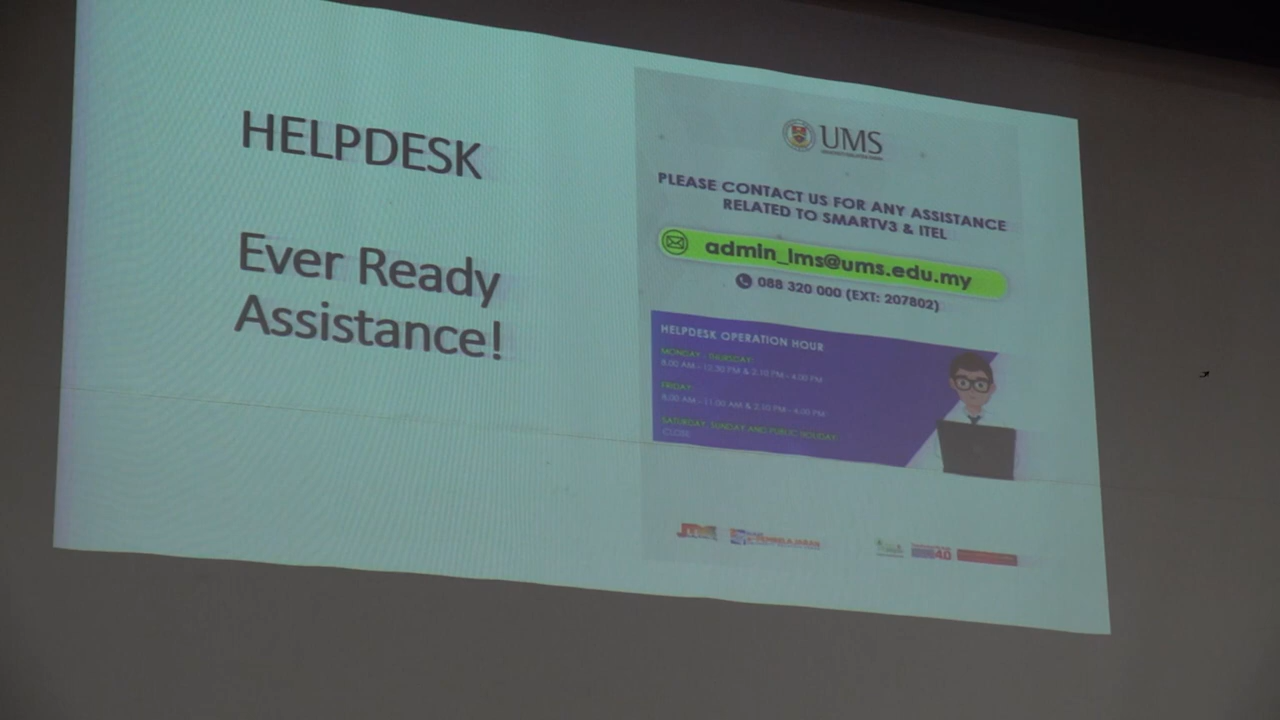 HELPDESK
Ever Ready
Assistance!
UMS
PLEASE CONTACT US FOR ANY ASSISTANCE
RELATED TO SMARTV3 & ITEL
admin_lms@ums.edu.my
088 320 000 (EXT: 207802)
HELPDESK OPERATION HOUR
MONDAY - THURSDAY:
8.00 AM - 12.30 PM & 2.10 PM - 4.00 PM
FRIDAY:
8.00 AM - 11.00 AM & 2.10 PM - 4.00 PM
SATURDAY, SUNDAY AND PUBLIC HOLIDAY:
CLOSE